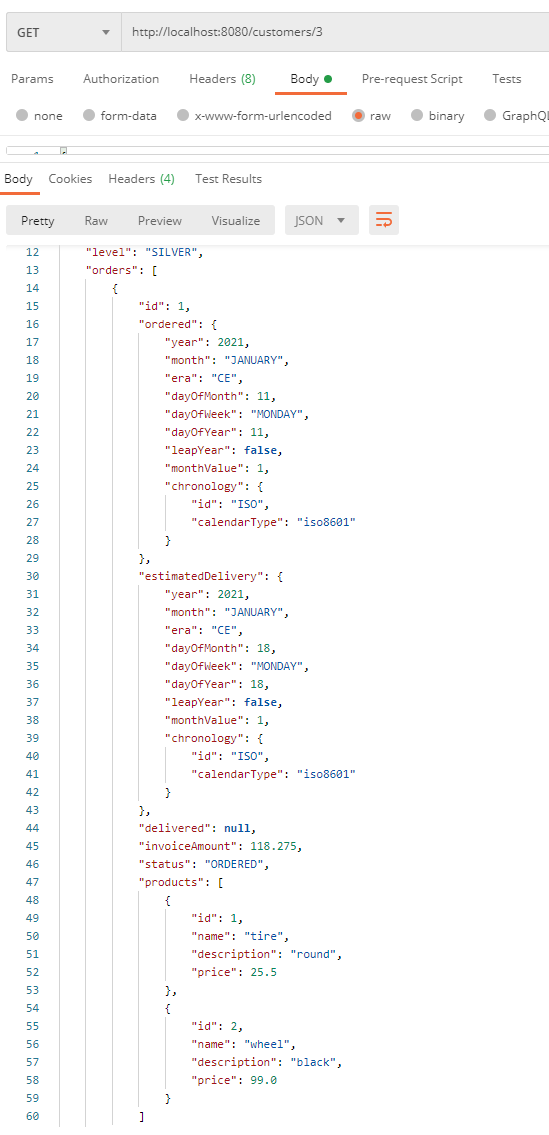 GET http://localhost:8080/customers/3
Params Authorization Headers (8) Body Pre-request Script Tests
none form-data x-www-form-urlencoded raw binary GraphQL
Body Cookies Headers (4) Test Results
Pretty Raw Preview Visualize JSON
12 "level": "SILVER",
13 "orders": [
14 {
15 "id": 1,
16 "ordered": {
17 "year": 2021,
18 "month": "JANUARY",
19 "era": "CE",
20 "dayOfMonth": 11,
21 "dayOfWeek": "MONDAY",
22 "dayOfYear": 11,
23 "leapYear": false,
24 "monthValue": 1,
25 "chronology": {
26 "id": "ISO",
27 "calendarType": "iso8601"
28 }
29 },
30 "estimatedDelivery": {
31 "year": 2021,
32 "month": "JANUARY",
33 "era": "CE",
34 "dayOfMonth": 18,
35 "dayOfWeek": "MONDAY",
36 "dayOfYear": 18,
37 "leapYear": false,
38 "monthValue": 1,
39 "chronology": {
40 "id": "ISO",
41 "calendarType": "iso8601"
42 }
43 },
44 "delivered": null,
45 "invoiceAmount": 118.275,
46 "status": "ORDERED",
47 "products": [
48 {
49 "id": 1,
50 "name": "tire",
51 "description": "round",
52 "price": 25.5
53 },
54 {
55 "id": 2,
56 "name": "wheel",
57 "description": "black",
58 "price": 99.0
59 }
60 ]